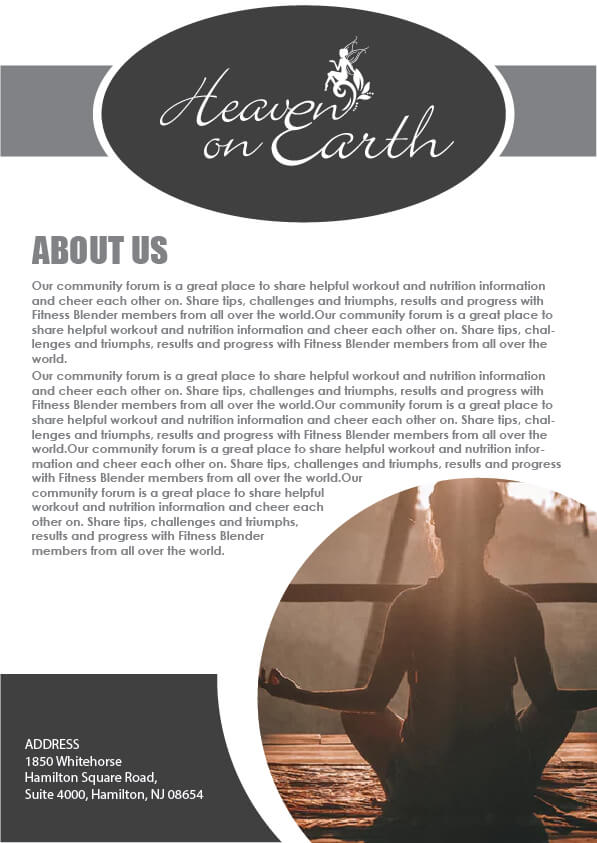 Heaven
on Earth
ABOUT US
Our community forum is a great place to share helpful workout and nutrition information
and cheer each other on. Share tips, challenges and triumphs, results and progress with
Fitness Blender members from all over the world.Our community forum is a great place to
share helpful workout and nutrition information and cheer each other on. Share tips, chal-
lenges and triumphs, results and progress with Fitness Blender members from all over the
world.
Our community forum is a great place to share helpful workout and nutrition information
and cheer each other on. Share tips, challenges and triumphs, results and progress with
Fitness Blender members from all over the world.Our community forum is a great place to
share helpful workout and nutrition information and cheer each other on. Share tips, chal-
lenges and triumphs, results and progress with Fitness Blender members from all over the
world.Our community forum is a great place to share helpful workout and nutrition infor-
mation and cheer each other on. Share tips, challenges and triumphs, results and progress
with Fitness Blender members from all over the world.Our
community forum is a great place to share helpful
workout and nutrition information and cheer each
other on. Share tips, challenges and triumphs,
results and progress with Fitness Blender
members from all over the world.
ADDRESS
1850 Whitehorse
Hamilton Square Road,
Suite 4000, Hamilton, NJ 08654